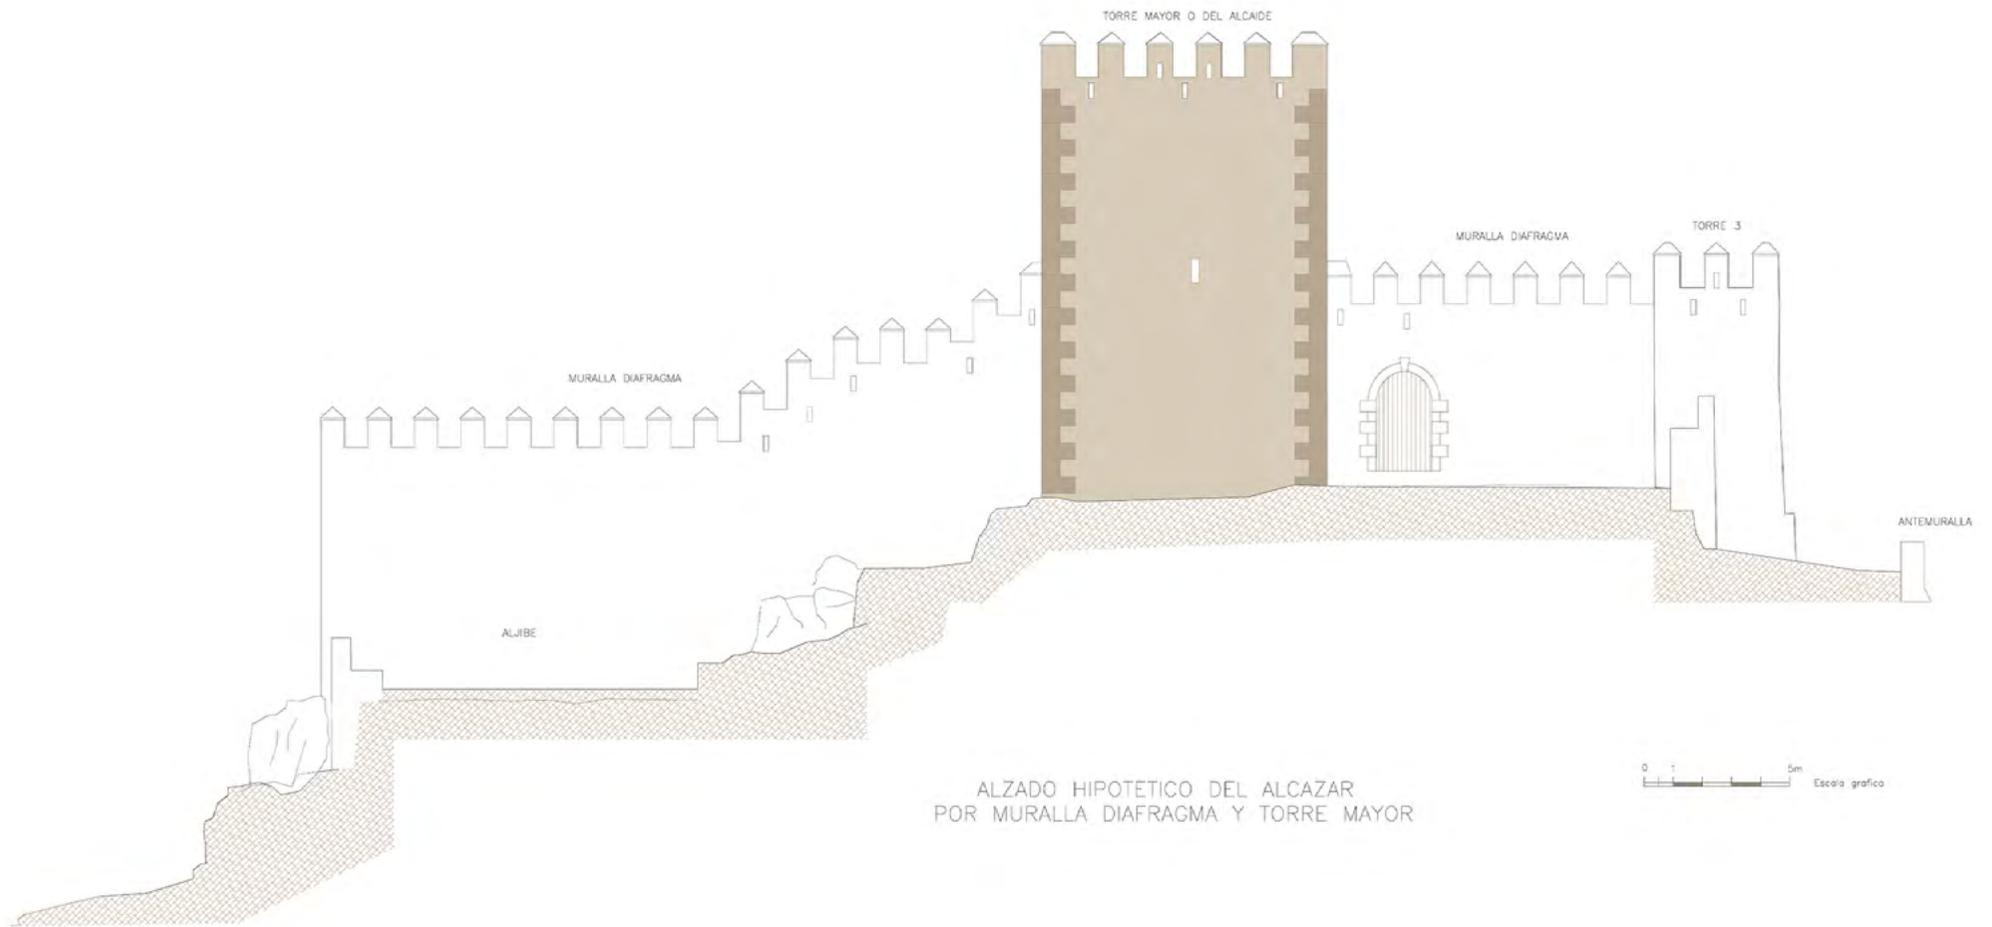 TORRE MAYOR O DEL ALCAIDE
MURALLA DIAFRAGMA
TORRE 3
MURALLA DIAFRAGMA
ANTEMURALLA
ALJIBE
ALZADO HIPOTETICO DEL ALCAZAR
POR MURALLA DIAFRAGMA Y TORRE MAYOR
0 1 5m
Escala grafica